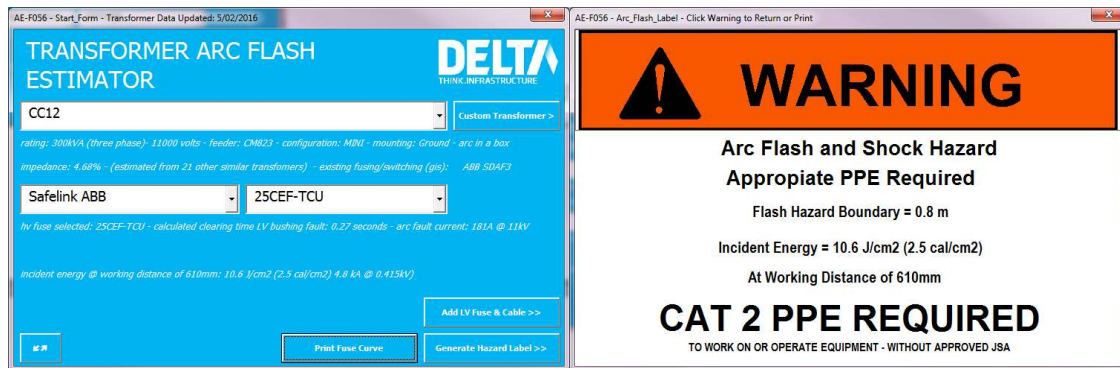 AE-F056 - Start_Form - Transformer Data Updated: 5/02/2016
TRANSFORMER ARC FLASH
ESTIMATOR
DELTA
THINK.INFRASTRUCTURE
CC12
Custom Transformer >
rating: 300kVA (three phase)- 11000 volts - feeder: CM823 - configuration: MINI - mounting: Ground - arc in a box
impedance: 4.68% - (estimated from 21 other similar transfomers) - existing fusing/switching (gis): ABB SDAF3
Safelink ABB
25CEF-TCU
hv fuse selected: 25CEF-TCU - calculated clearing time LV bushing fault: 0.27 seconds - arc fault current: 181A @ 11kV
incident energy @ working distance of 610mm: 10.6 J/cm2 (2.5 cal/cm2) 4.8 kA @ 0.415kV)
Add LV Fuse & Cable >>
Print Fuse Curve
Generate Hazard Label >>
AE-F056 - Arc_Flash_Label - Click Warning to Return or Print
WARNING
Arc Flash and Shock Hazard
Appropiate PPE Required
Flash Hazard Boundary = 0.8 m
Incident Energy = 10.6 J/cm2 (2.5 cal/cm2)
At Working Distance of 610mm
CAT 2 PPE REQUIRED
TO WORK ON OR OPERATE EQUIPMENT - WITHOUT APPROVED JSA